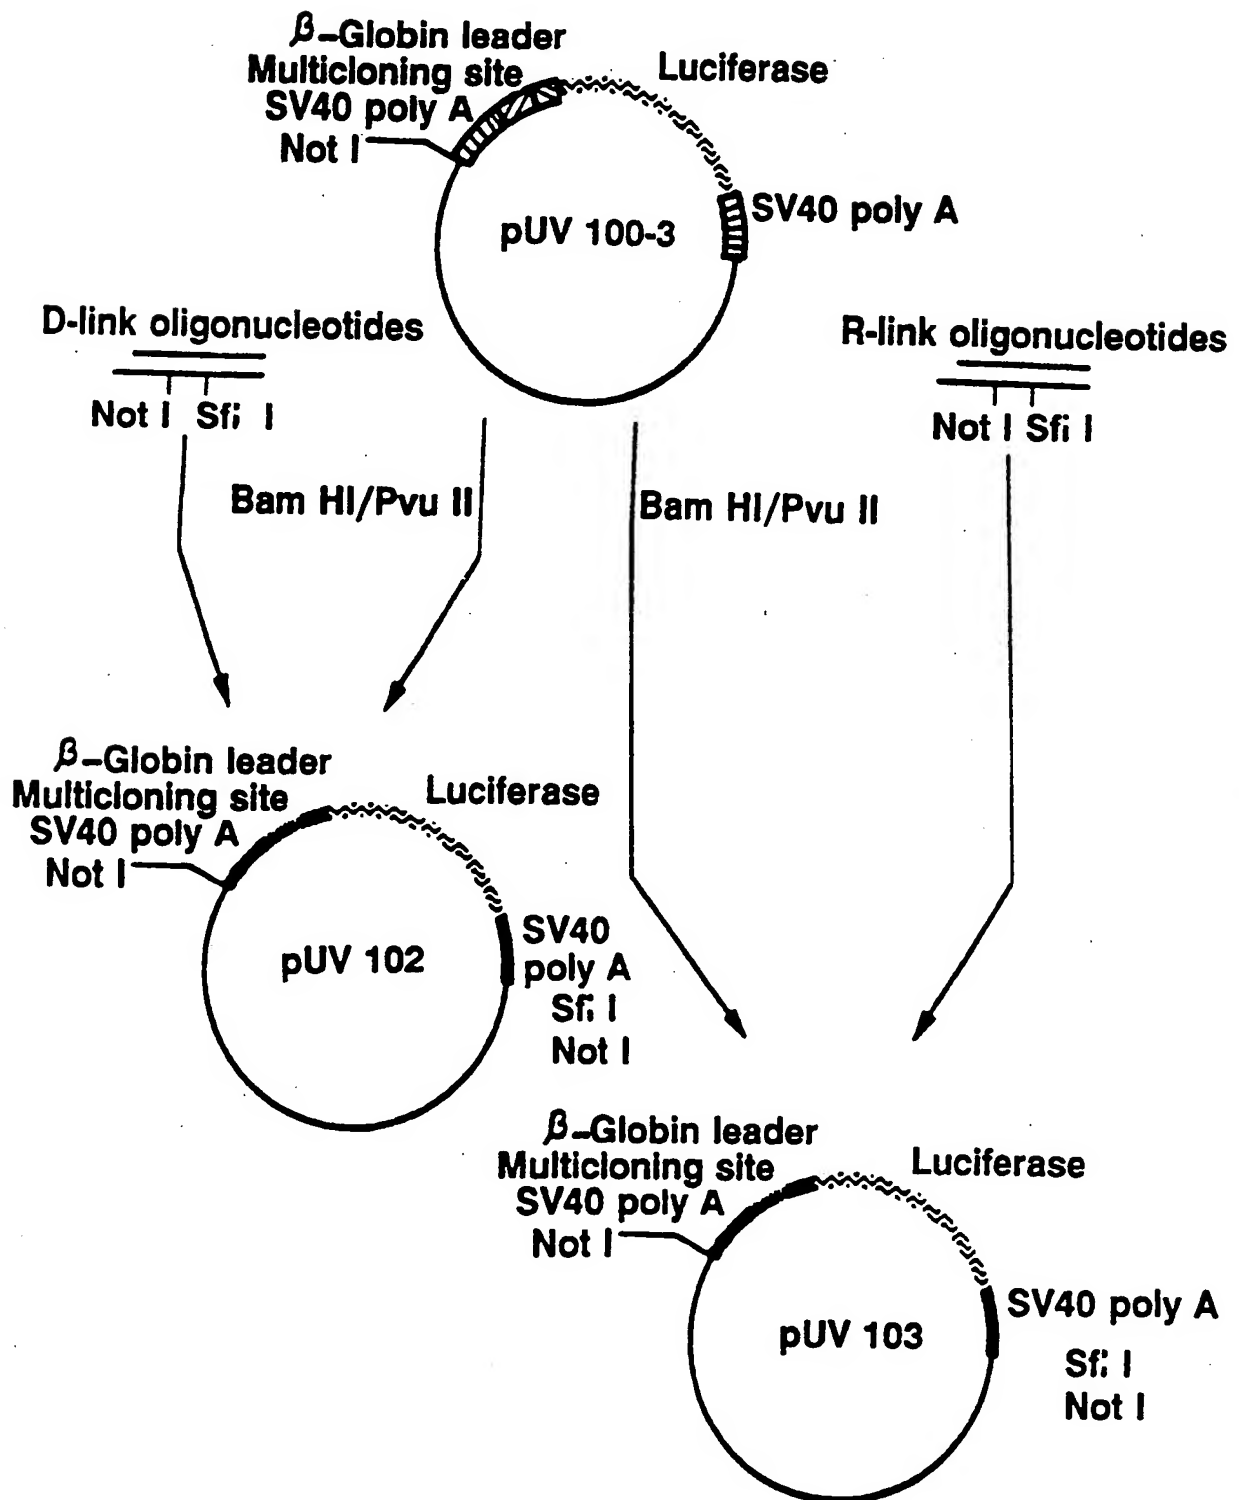 β-Globin leader
Multicloning site
SV40 poly A
Not I
Luciferase
SV40 poly A
pUV 100-3
D-link oligonucleotides
Not I Sfi I
R-link oligonucleotides
Not I Sfi I
Bam HI/Pvu II
Bam HI/Pvu II
β-Globin leader
Multicloning site
SV40 poly A
Not I
Luciferase
SV40
poly A
Sfi I
Not I
pUV 102
β-Globin leader
Multicloning site
SV40 poly A
Not I
Luciferase
SV40 poly A
Sfi I
Not I
pUV 103